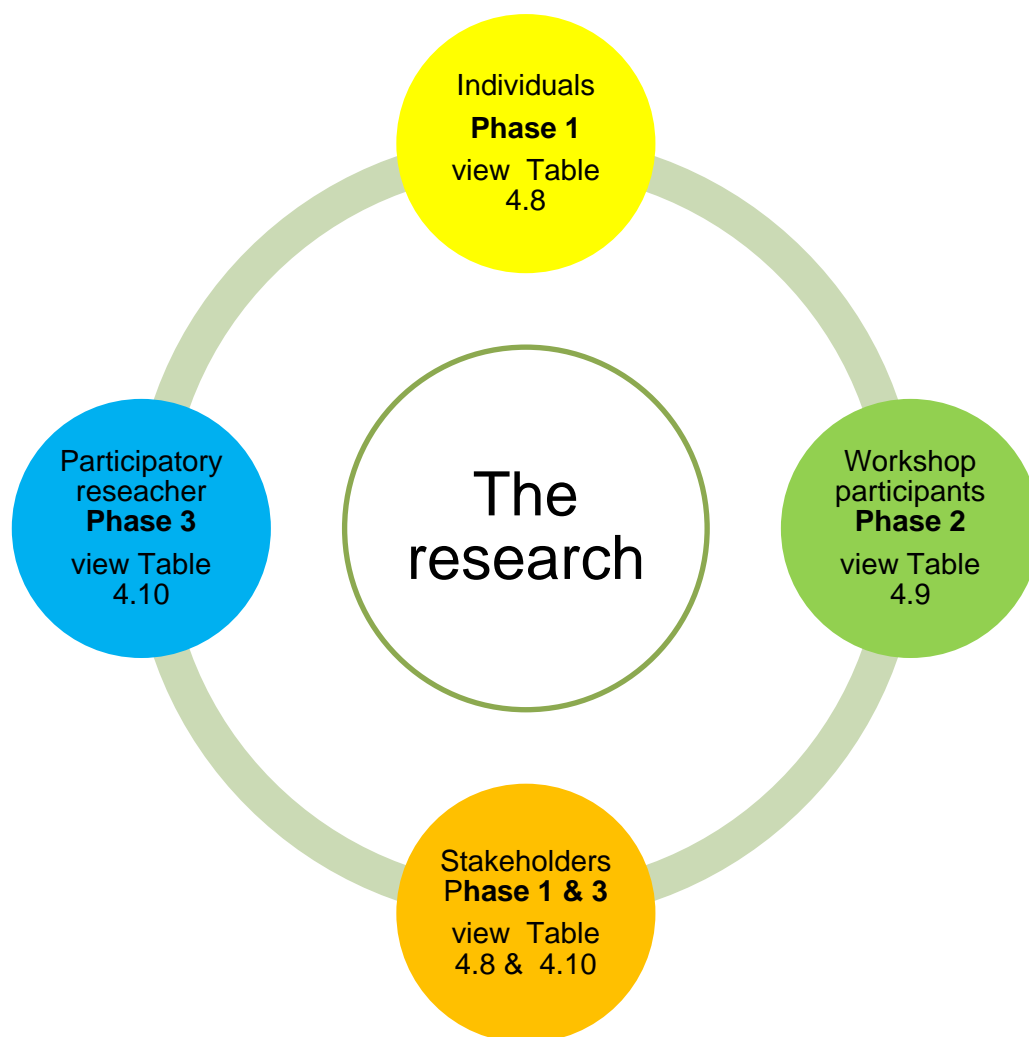 Individuals
Phase 1
view Table
4.8
Participatory
reseacher
Phase 3
view Table
4.10
The
research
Workshop
participants
Phase 2
view Table
4.9
Stakeholders
Phase 1 & 3
view Table
4.8 & 4.10